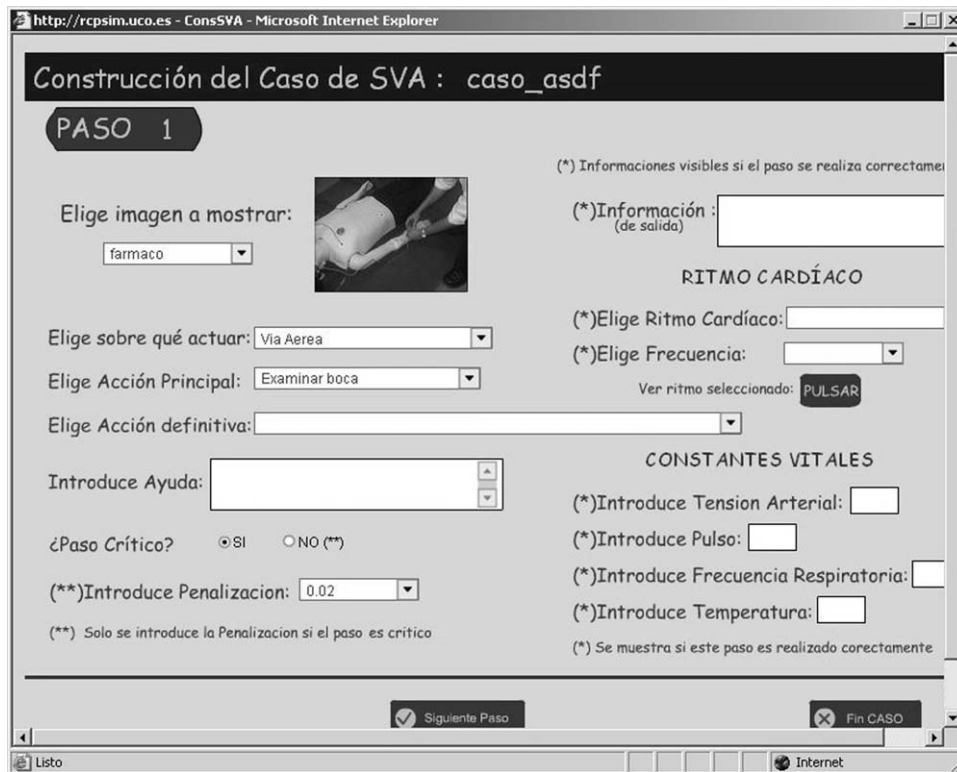 http://rcpsim.uco.es - ConsSVA - Microsoft Internet Explorer
Construcción del Caso de SVA : caso_asdf
PASO 1
Elige imagen a mostrar:
farmaco
Elige sobre qué actuar: Via Aerea
Elige Acción Principal: Examinar boca
Elige Acción definitiva:
Introduce Ayuda:
¿Paso Crítico? SI NO (**)
(**)Introduce Penalizacion: 0.02
(**) Solo se introduce la Penalizacion si el paso es critico
(*) Informaciones visibles si el paso se realiza correctame
(*)Información :
(de salida)
RITMO CARDÍACO
(*)Elige Ritmo Cardíaco:
(*)Elige Frecuencia:
Ver ritmo seleccionado: PULSAR
CONSTANTES VITALES
(*)Introduce Tension Arterial:
(*)Introduce Pulso:
(*)Introduce Frecuencia Respiratoria:
(*)Introduce Temperatura:
(*) Se muestra si este paso es realizado corectamente
Siguiente Paso
Fin CASO
Listo
Internet